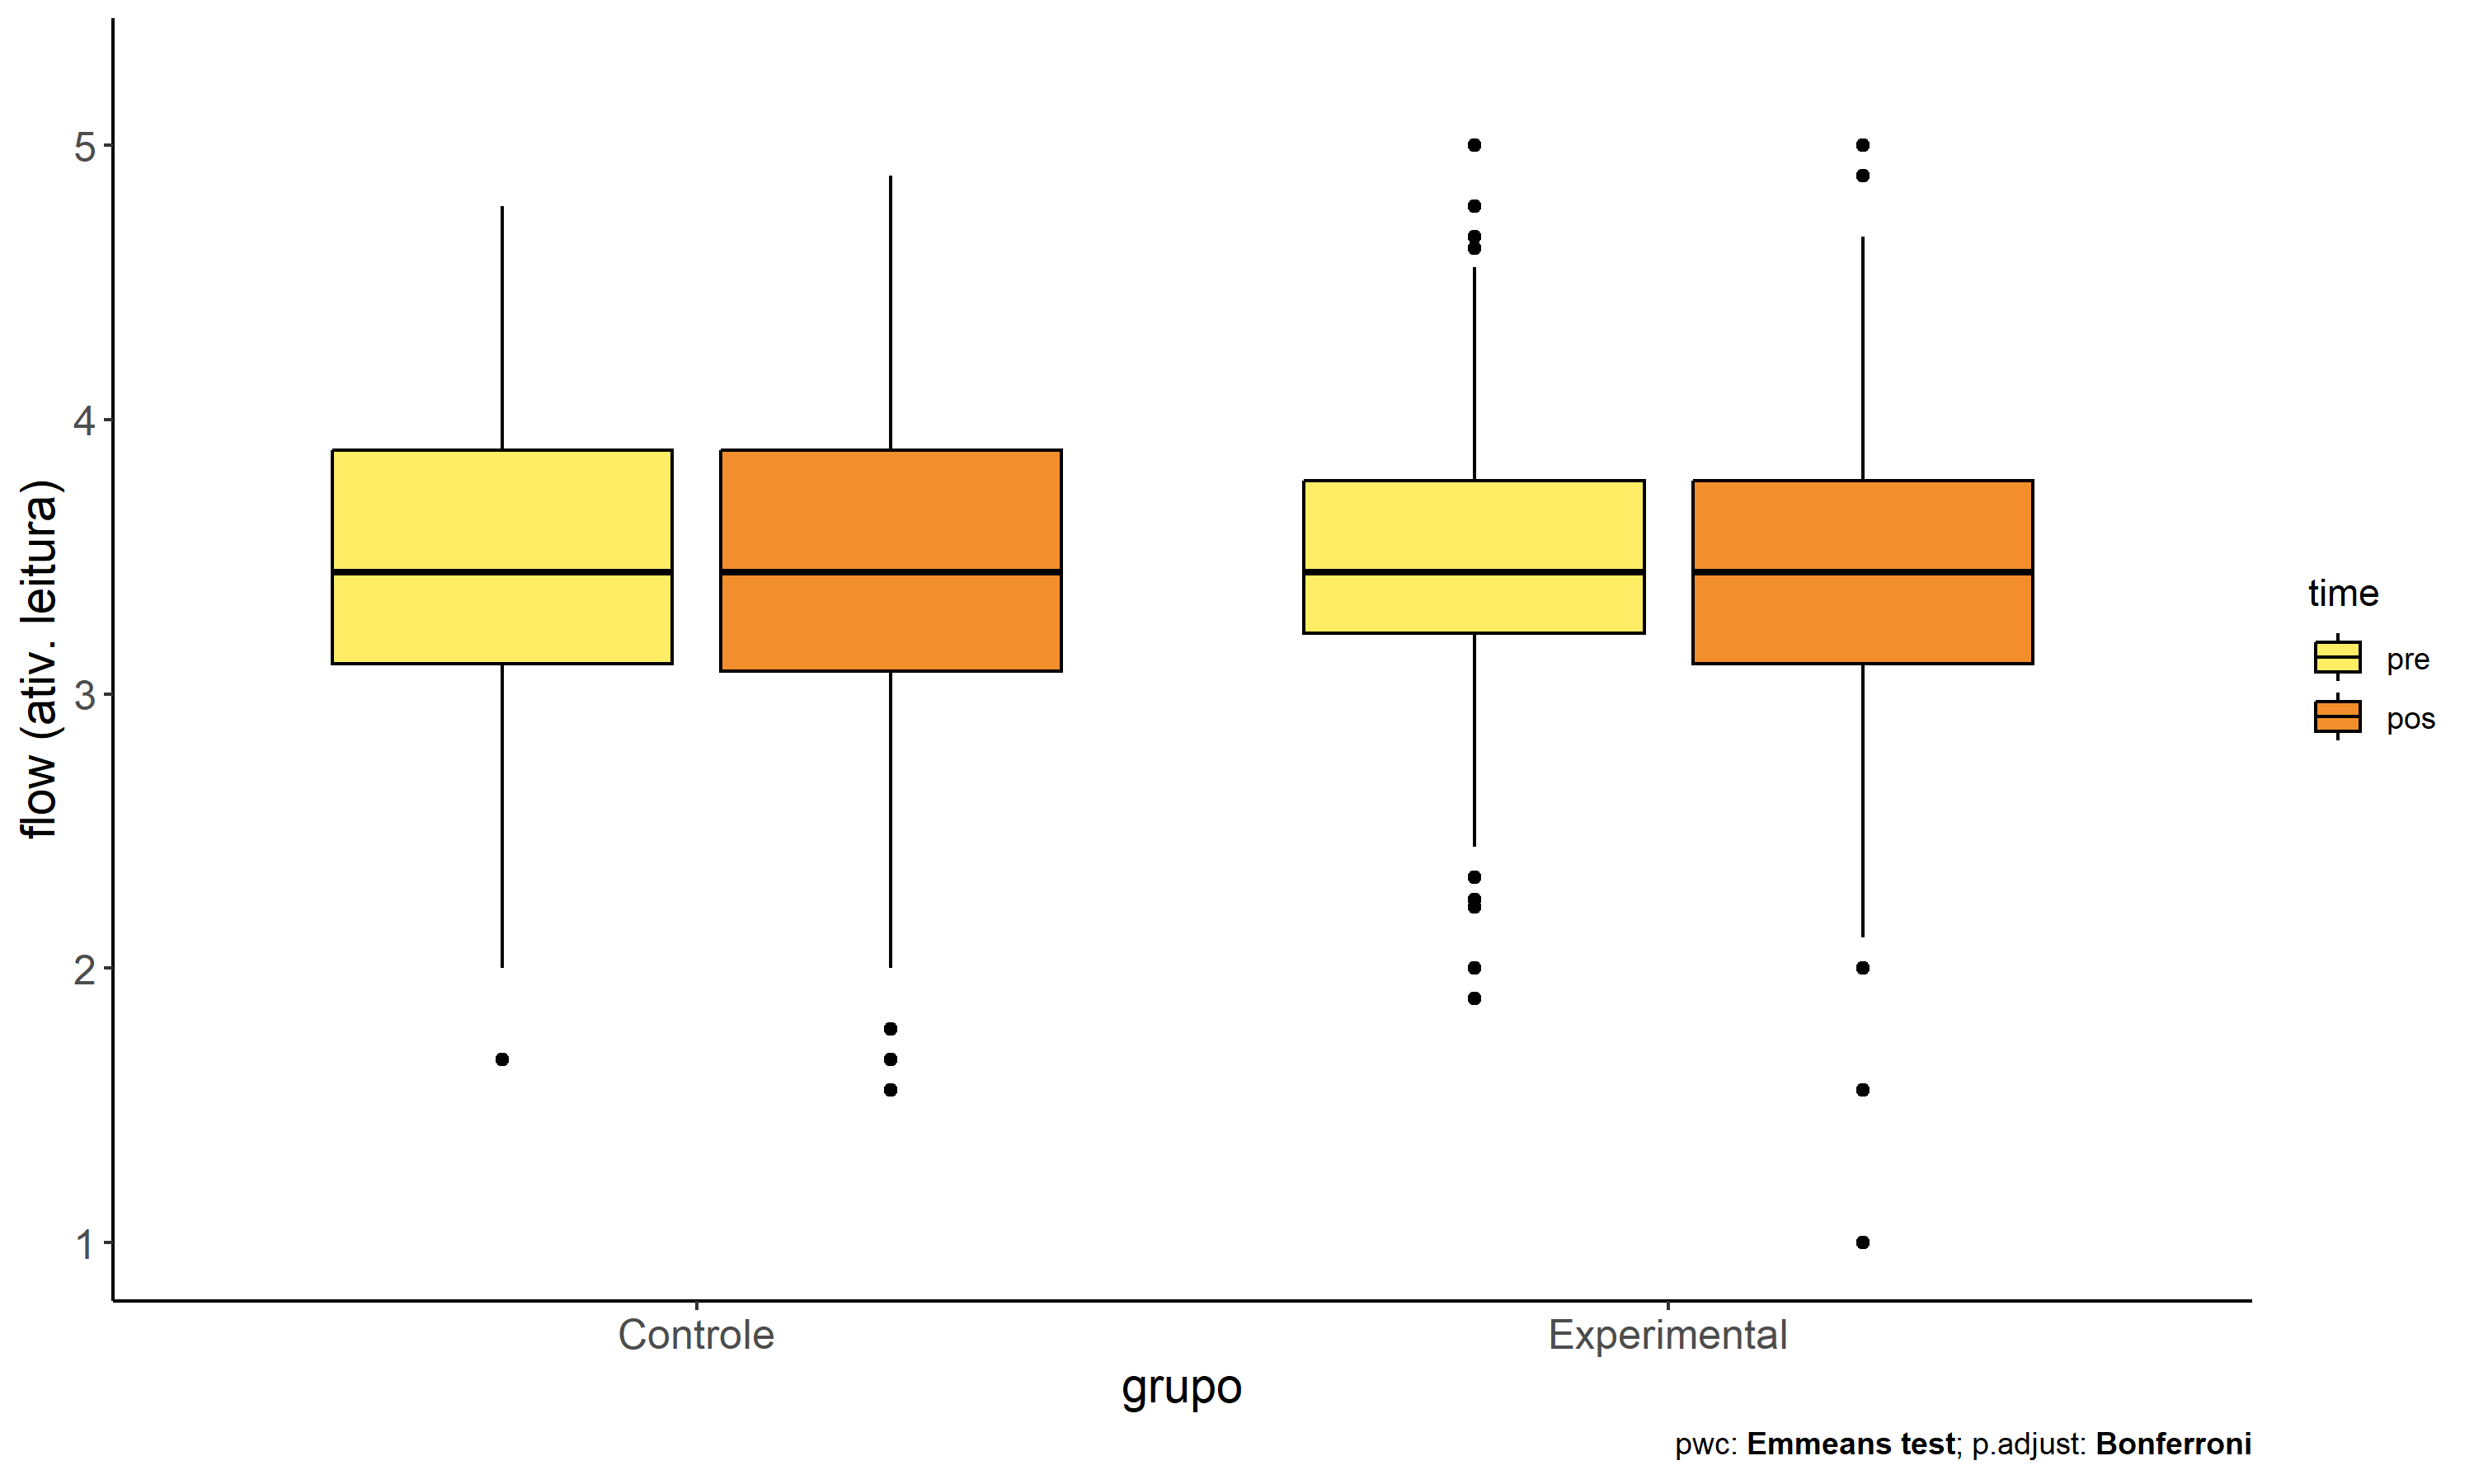 flow (ativ. leitura)
5
4
3
2
1
Controle
Experimental
grupo
time
pre
pos
pwc: Emmeans test; p.adjust: Bonferroni